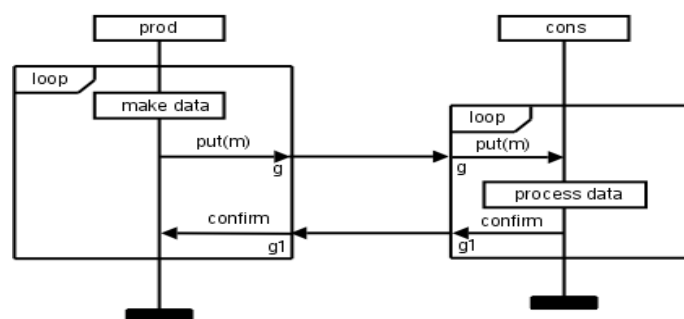 prod
cons
loop
make data
loop
put(m)
put(m)
g
g
process data
confirm
confirm
g1
g1